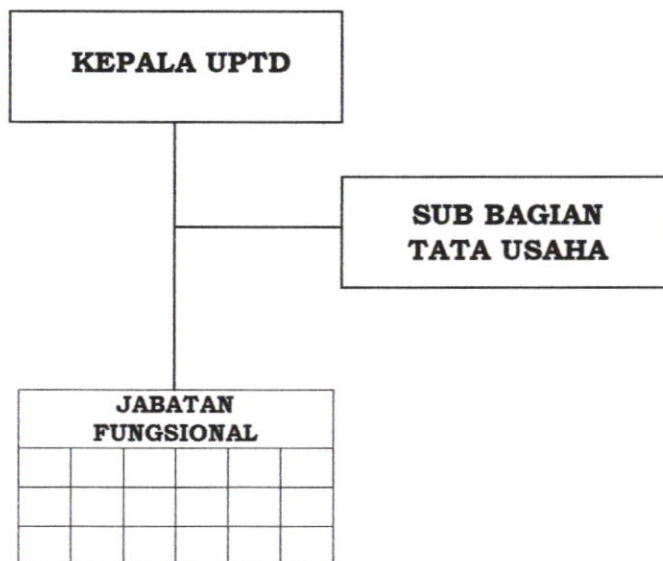 KEPALA UPTD
SUB BAGIAN
TATA USAHA
JABATAN
FUNGSIONAL